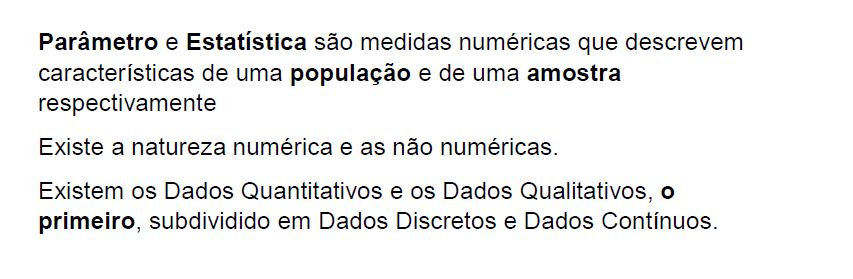 Parâmetro e Estatística são medidas numéricas que descrevem
características de uma população e de uma amostra
respectivamente
Existe a natureza numérica e as não numéricas.
Existem os Dados Quantitativos e os Dados Qualitativos, o
primeiro, subdividido em Dados Discretos e Dados Contínuos.